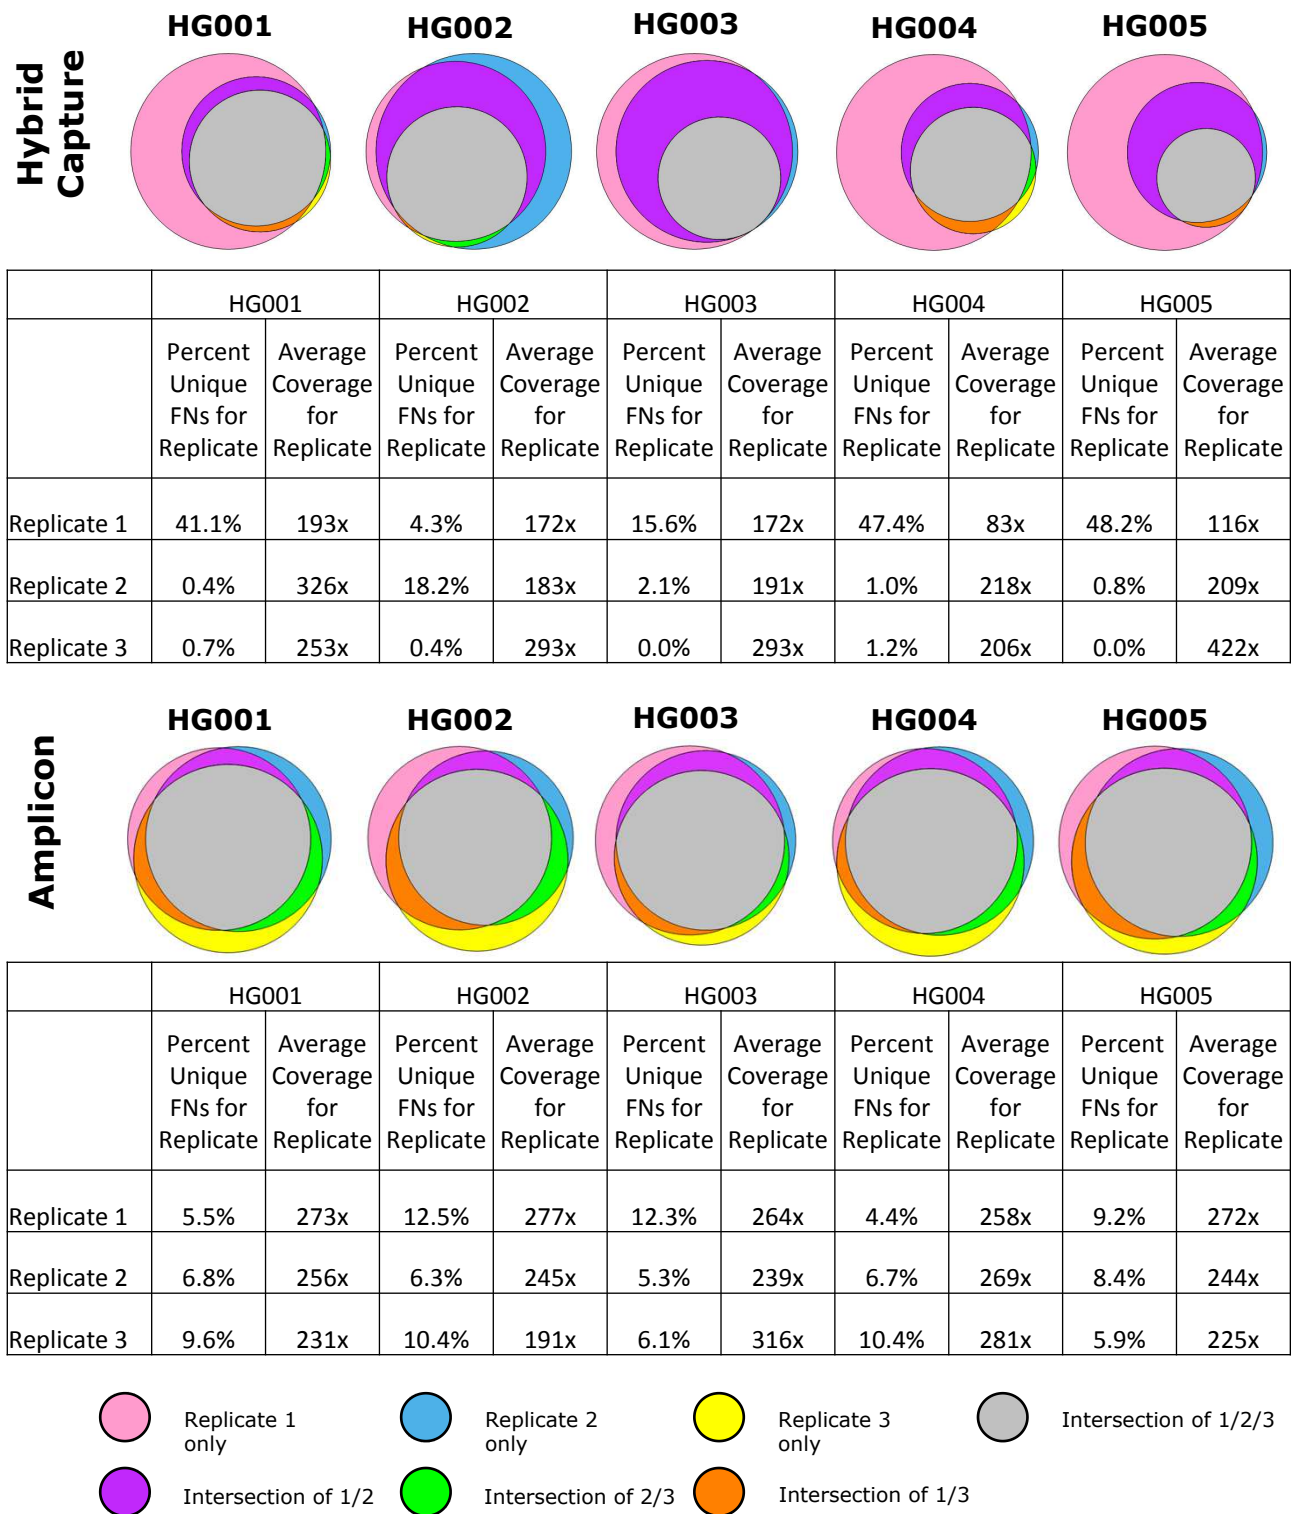 Hybrid
Capture
HG001 HG002 HG003 HG004 HG005
HG001 HG002 HG003 HG004 HG005
Percent Average Percent Average Percent Average Percent Average Percent Average
Unique Coverage Unique Coverage Unique Coverage Unique Coverage Unique Coverage
FNs for for FNs for for FNs for for FNs for for FNs for for
Replicate Replicate Replicate Replicate Replicate Replicate Replicate Replicate Replicate Replicate
Replicate 1 41.1% 193x 4.3% 172x 15.6% 172x 47.4% 83x 48.2% 116x
Replicate 2 0.4% 326x 18.2% 183x 2.1% 191x 1.0% 218x 0.8% 209x
Replicate 3 0.7% 253x 0.4% 293x 0.0% 293x 1.2% 206x 0.0% 422x
Amplicon
HG001 HG002 HG003 HG004 HG005
HG001 HG002 HG003 HG004 HG005
Percent Average Percent Average Percent Average Percent Average Percent Average
Unique Coverage Unique Coverage Unique Coverage Unique Coverage Unique Coverage
FNs for for FNs for for FNs for for FNs for for FNs for for
Replicate Replicate Replicate Replicate Replicate Replicate Replicate Replicate Replicate Replicate
Replicate 1 5.5% 273x 12.5% 277x 12.3% 264x 4.4% 258x 9.2% 272x
Replicate 2 6.8% 256x 6.3% 245x 5.3% 239x 6.7% 269x 8.4% 244x
Replicate 3 9.6% 231x 10.4% 191x 6.1% 316x 10.4% 281x 5.9% 225x
Replicate 1 only
Replicate 2 only
Replicate 3 only
Intersection of 1/2/3
Intersection of 1/2
Intersection of 2/3
Intersection of 1/3